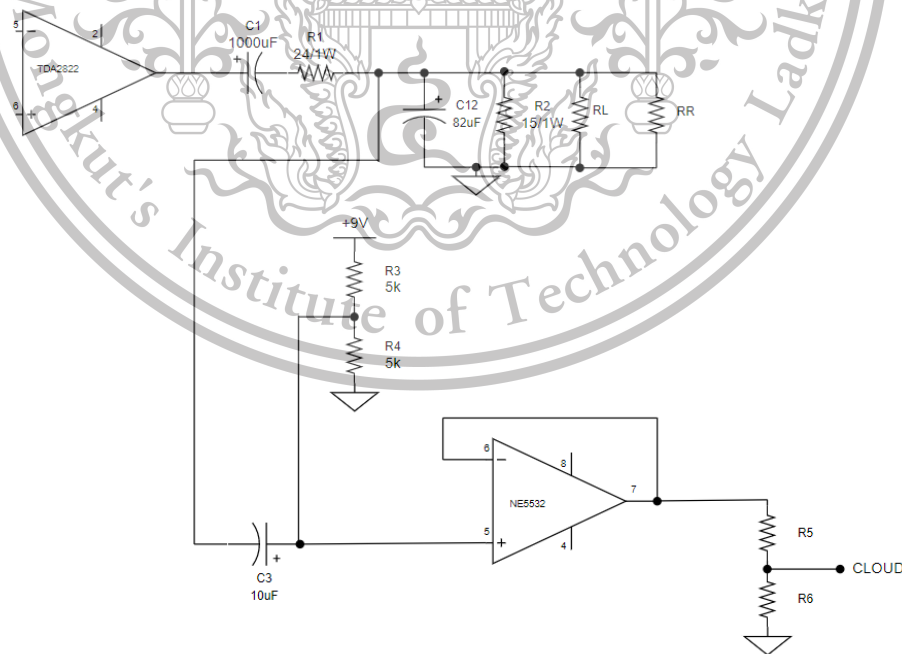 5
2
TDA2822
6
4
C1
1000uF
+
R1
24/1W
+
C12
82uF
R2
15/1W
RL
RR
ongkut's Institute of Technology Ladk
+9V
R3
5k
R4
5k
6
8
7
NE5532
5
4
C3
10uF
+
R5
CLOUD
R6